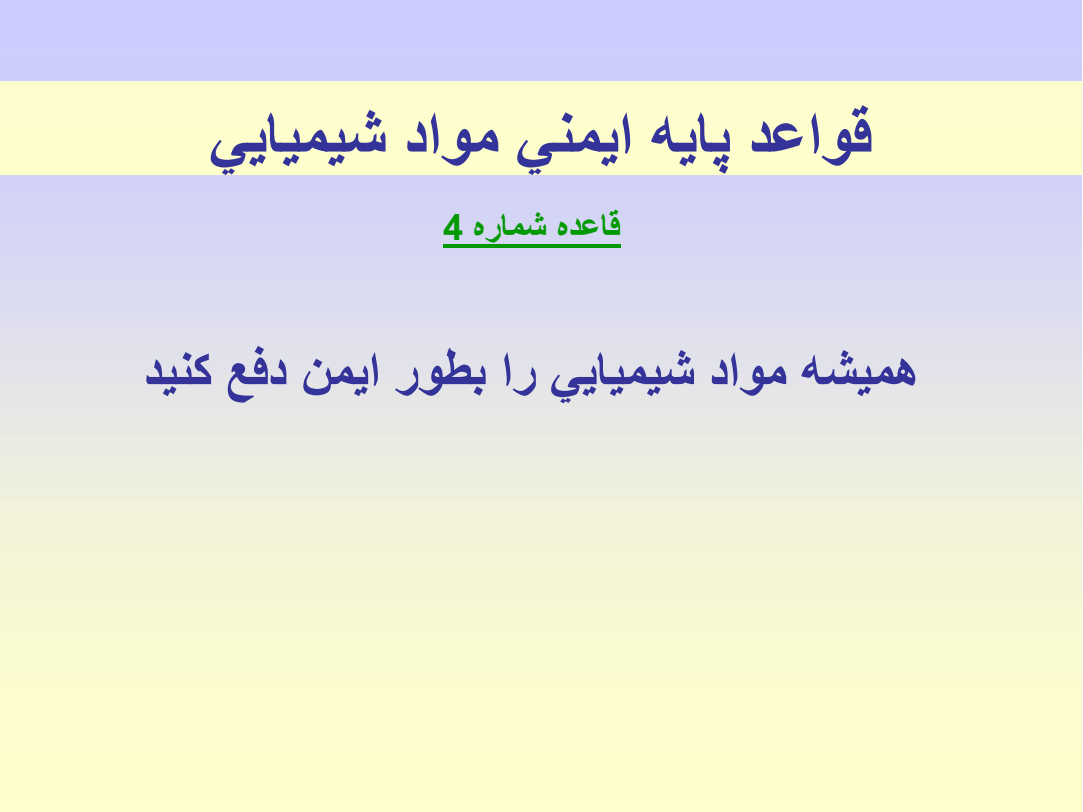 قواعد پايه ايمني مواد شيميايي
قاعده شماره 4
هميشه مواد شيميايي را بطور ايمن دفع كنيد